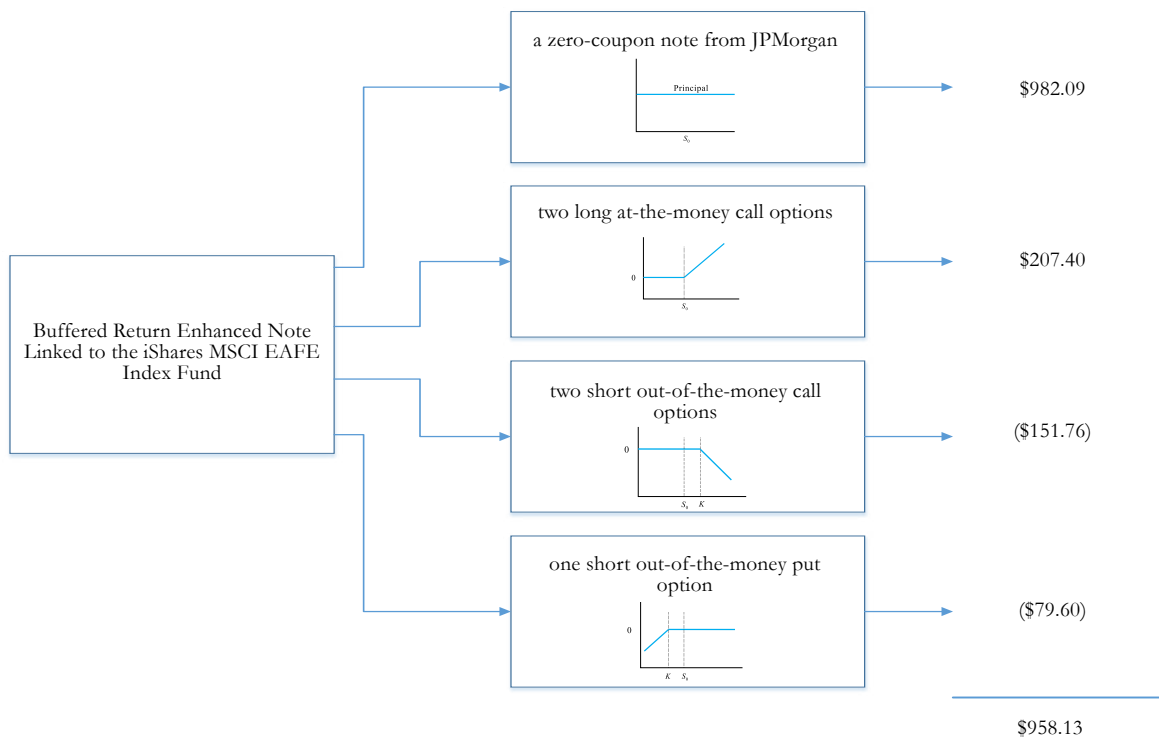 a zero-coupon note from JPMorgan
Principal
S₀
$982.09
two long at-the-money call options
0
S₀
$207.40
Buffered Return Enhanced Note
Linked to the iShares MSCI EAFE
Index Fund
two short out-of-the-money call
options
0
S₀ K
($151.76)
one short out-of-the-money put
option
0
K S₀
($79.60)
$958.13